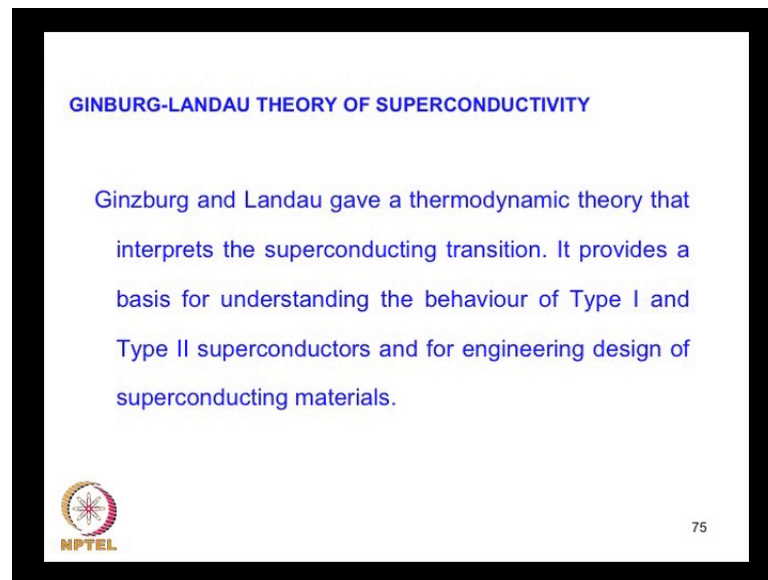 GINBURG-LANDAU THEORY OF SUPERCONDUCTIVITY
Ginzburg and Landau gave a thermodynamic theory that
interprets the superconducting transition. It provides a
basis for understanding the behaviour of Type I and
Type II superconductors and for engineering design of
superconducting materials.
NPTEL
75